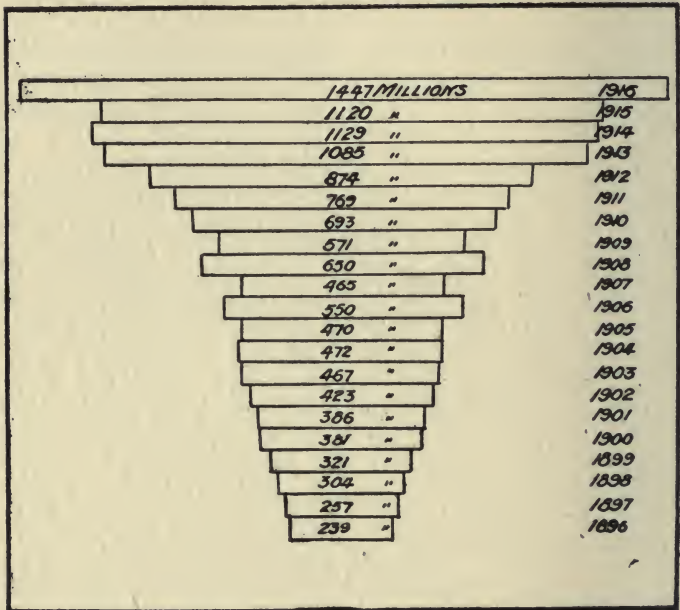 1447 MILLIONS 1916
1120 " 1915
1129 " 1914
1085 " 1913
874 " 1912
769 " 1911
693 " 1910
571 " 1909
650 " 1908
465 " 1907
550 " 1906
470 " 1905
472 " 1904
467 " 1903
423 " 1902
386 " 1901
381 " 1900
321 " 1899
304 " 1898
257 " 1897
239 " 1896